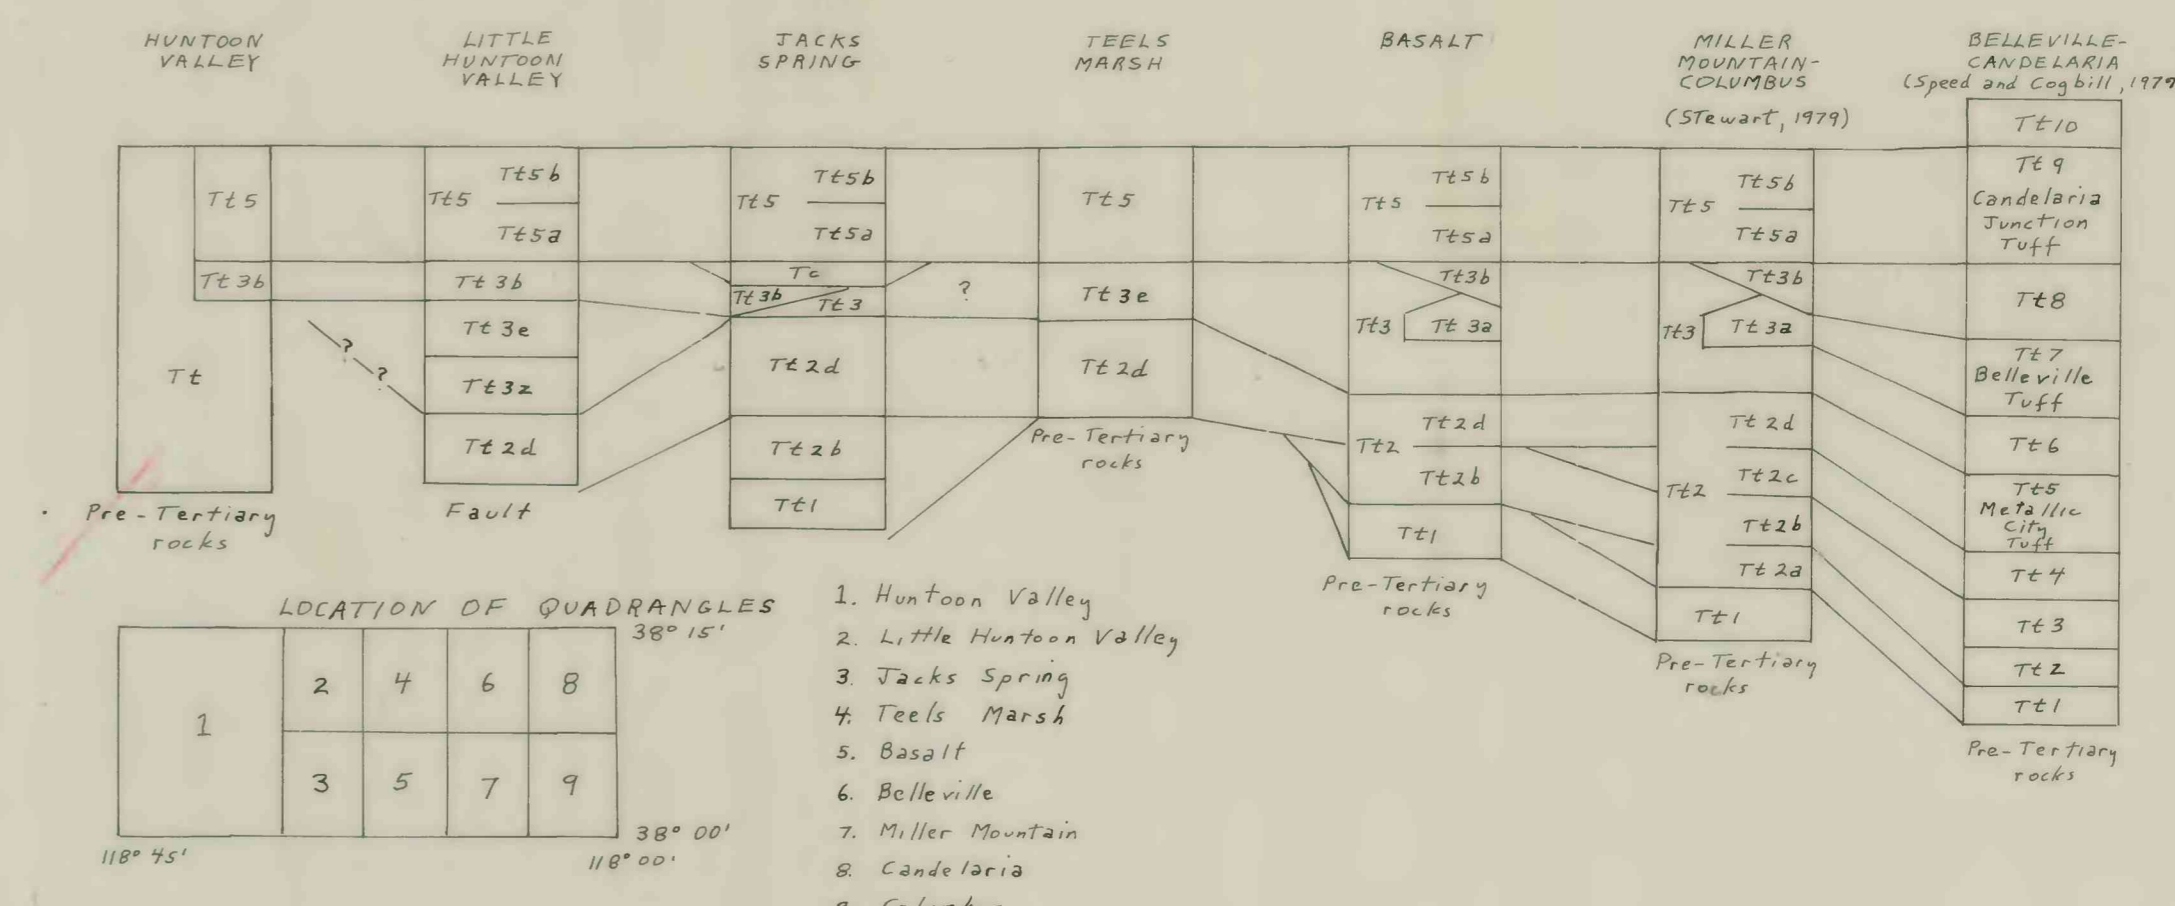 HUNTOON
VALLEY
LITTLE
HUNTOON
VALLEY
JACKS
SPRING
TEELS
MARSH
BASALT
MILLER
MOUNTAIN-
COLUMBUS
(Stewart, 1979)
BELLEVILLE-
CANDELARIA
(Speed and Cogbill, 1979
Tt5
Tt3b
Tt
Pre-Tertiary
rocks
Tt5
Tt5b
Tt5a
Tt3b
Tt3e
Tt3z
Tt2d
Fault
?
?
Tt5
Tt5b
Tt5a
Tc
Tt3b
Tt3
Tt2d
Tt2b
Tt1
?
Tt5
Tt3e
Tt2d
Pre-Tertiary
rocks
Tt5
Tt5b
Tt5a
Tt3b
Tt3
Tt3a
Tt2d
Tt2
Tt2b
Tt1
Pre-Tertiary
rocks
Tt5
Tt5b
Tt5a
Tt3b
Tt3
Tt3a
Tt2d
Tt2c
Tt2
Tt2b
Tt2a
Tt1
Pre-Tertiary
rocks
Tt10
Tt9
Candelaria
Junction
Tuff
Tt8
Tt7
Belleville
Tuff
Tt6
Tt5
Metallic
City
Tuff
Tt4
Tt3
Tt2
Tt1
Pre-Tertiary
rocks
LOCATION OF QUADRANGLES
38° 15'
1
2
4
6
8
3
5
7
9
38° 00'
118° 45'
118° 00'
1. Huntoon Valley
2. Little Huntoon Valley
3. Jacks Spring
4. Teels Marsh
5. Basalt
6. Belleville
7. Miller Mountain
8. Candelaria